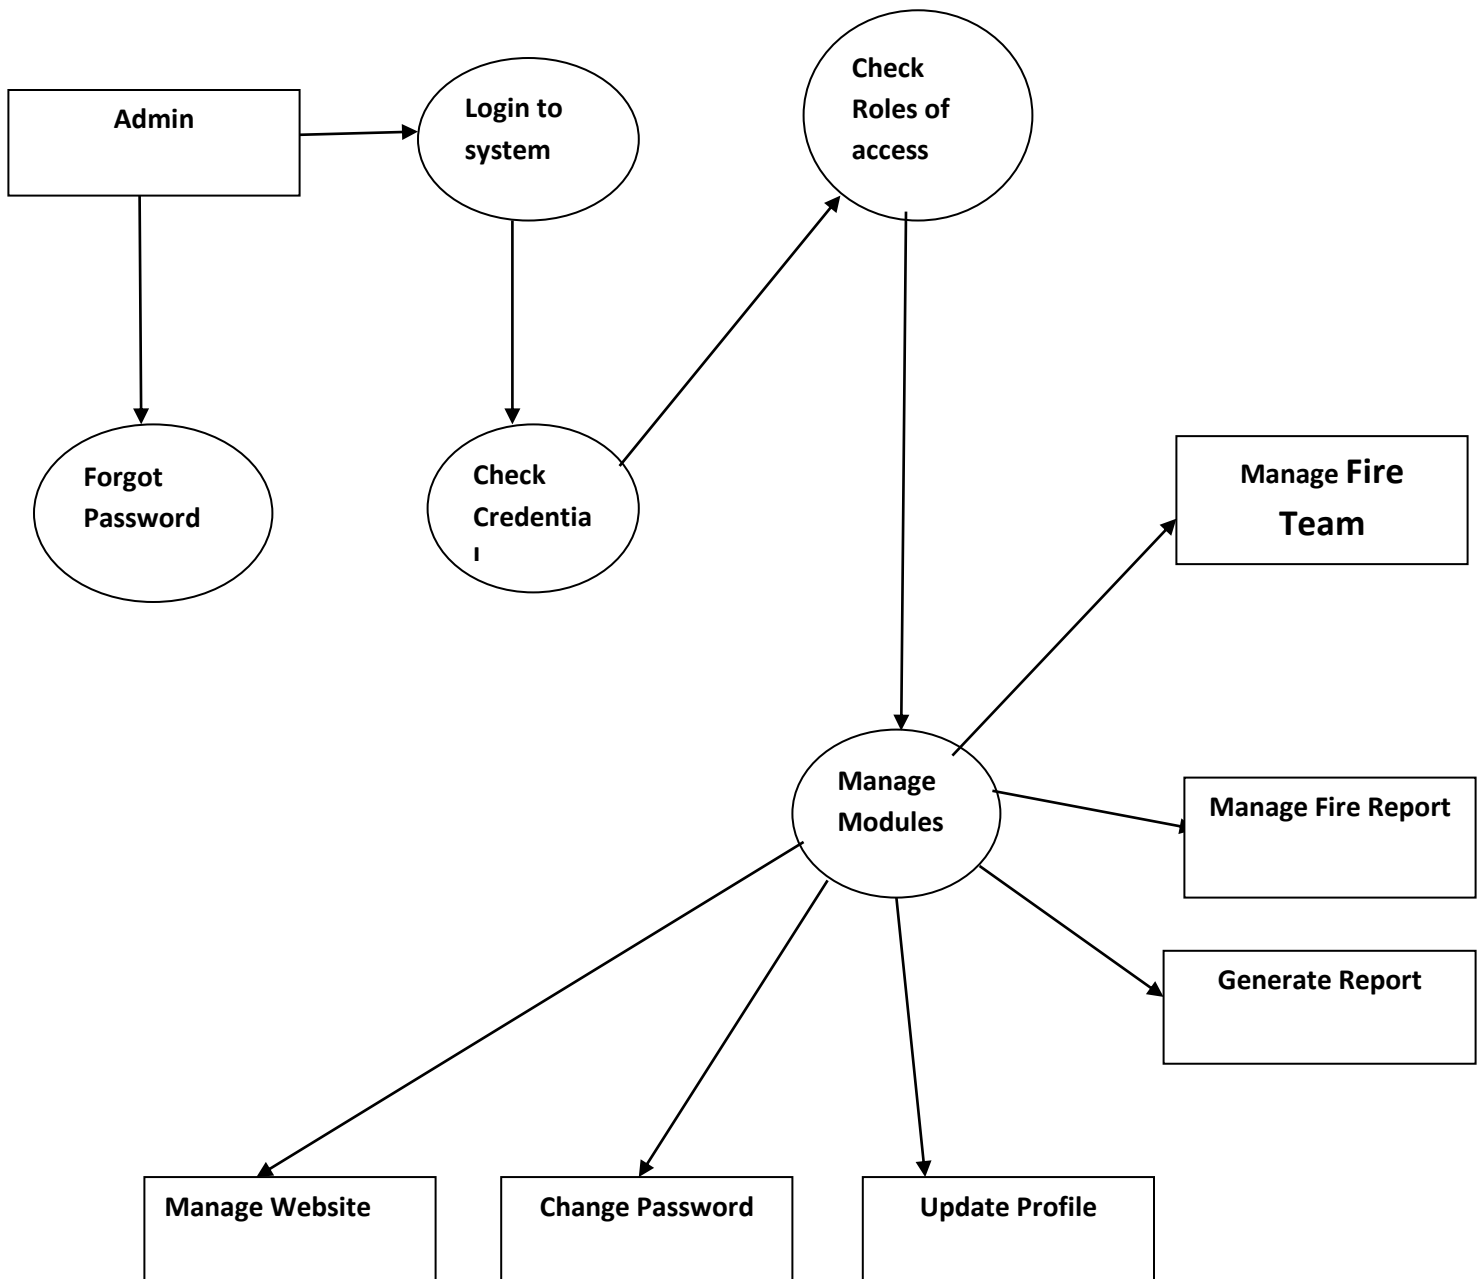 Admin
Login to
system
Check
Roles of
access
Forgot
Password
Check
Credentia
l
Manage Fire
Team
Manage
Modules
Manage Fire Report
Generate Report
Manage Website
Change Password
Update Profile